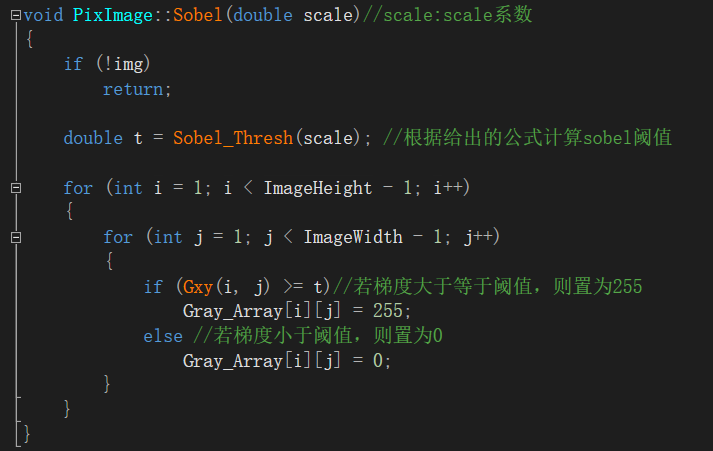 void PixImage::Sobel(double scale)//scale:scale系数
{
    if (!img)
        return;
    double t = Sobel_Thresh(scale); //根据给出的公式计算sobel阈值
    for (int i = 1; i < ImageHeight - 1; i++)
    {
        for (int j = 1; j < ImageWidth - 1; j++)
        {
            if (Gxy(i, j) >= t)//若梯度大于等于阈值，则置为255
                Gray_Array[i][j] = 255;
            else //若梯度小于阈值，则置为0
                Gray_Array[i][j] = 0;
        }
    }
}